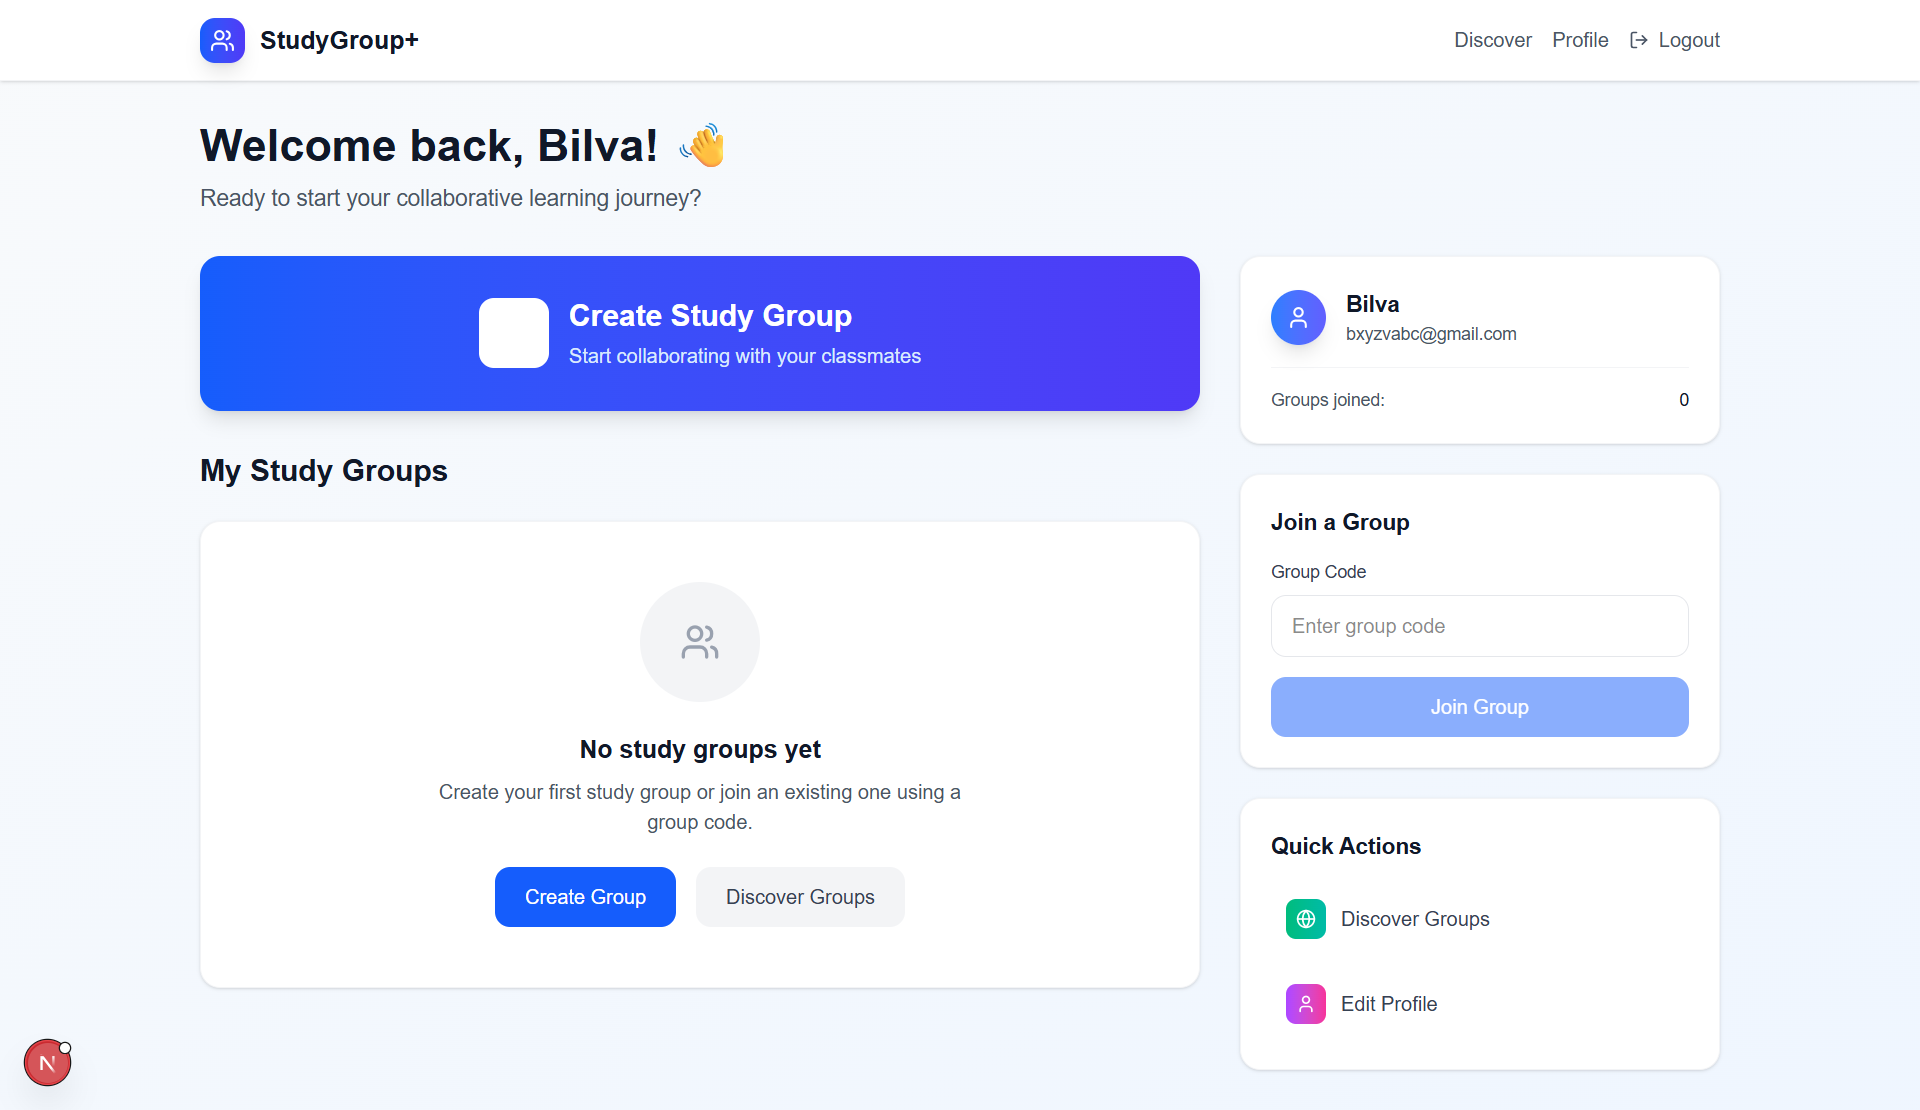 StudyGroup+
Discover
Profile
Logout
Welcome back, Bilva! 👋
Ready to start your collaborative learning journey?
Create Study Group
Start collaborating with your classmates
My Study Groups
No study groups yet
Create your first study group or join an existing one using a
group code.
Create Group
Discover Groups
Bilva
bxyzvabc@gmail.com
Groups joined:
0
Join a Group
Group Code
Enter group code
Join Group
Quick Actions
Discover Groups
Edit Profile
N